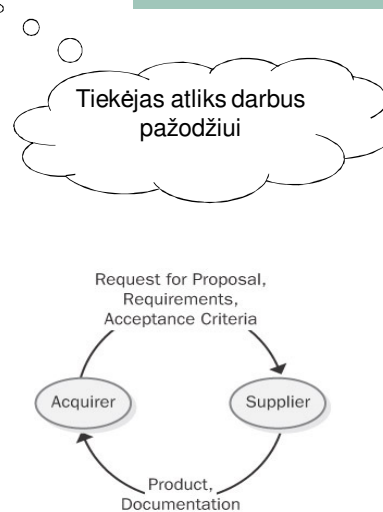 Tiekėjas atliks darbus
pažodžiui
Request for Proposal,
Requirements,
Acceptance Criteria
Acquirer
Supplier
Product,
Documentation